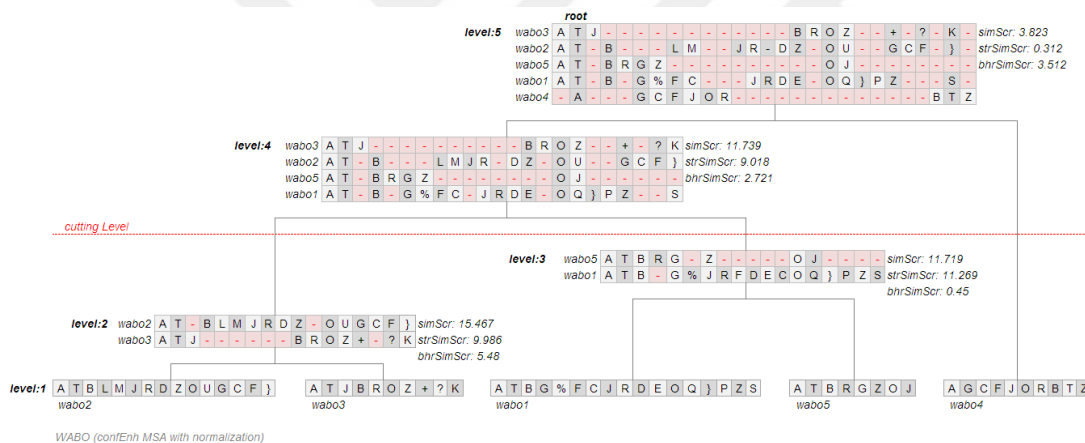 root
level:5 wabo3 A T J - - - - - - - - - - - - B R O Z - - + - ? - K - simScr: 3.823
wabo2 A T - B - - - L M - - J R - D Z - O U - - G C F - } - strSimScr: 0.312
wabo5 A T - B R G Z - - - - - - - - - - O J - - - - - - - - bhrSimScr: 3.512
wabo1 A T - B - G % F C - - - J R D E - O Q } P Z - - - S -
wabo4 - A - - - G C F J O R - - - - - - - - - - - - - B T Z
level:4 wabo3 A T J - - - - - - - - - - B R O Z - - + - ? K simScr: 11.739
wabo2 A T - B - - - L M J R - D Z - O U - - G C F } strSimScr: 9.018
wabo5 A T - B R G Z - - - - - - - - O J - - - - - - bhrSimScr: 2.721
wabo1 A T - B - G % F C - J R D E - O Q } P Z - - S
cutting Level
level:3 wabo5 A T B R G - Z - - - - - O J - - - - simScr: 11.719
wabo1 A T B - G % J R F D E C O Q } P Z S strSimScr: 11.269
bhrSimScr: 0.45
level:2 wabo2 A T - B L M J R D Z - O U G C F } simScr: 15.467
wabo3 A T J - - - - - - B R O Z + - ? K strSimScr: 9.986
bhrSimScr: 5.48
level:1 A T B L M J R D Z O U G C F } A T J B R O Z + ? K A T B G % F C J R D E O Q } P Z S A T B R G Z O J A G C F J O R B T Z
wabo2 wabo3 wabo1 wabo5 wabo4
WABO (confEnh MSA with normalization)